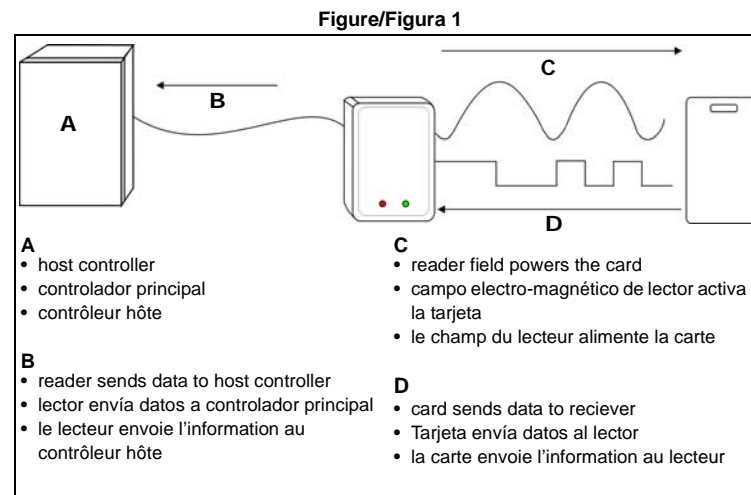 Figure/Figura 1
C
B
A
D
A
• host controller
• controlador principal
• contrôleur hôte
B
• reader sends data to host controller
• lector envía datos a controlador principal
• le lecteur envoie l'information au
contrôleur hôte
C
• reader field powers the card
• campo electro-magnético de lector activa
la tarjeta
• le champ du lecteur alimente la carte
D
• card sends data to reciever
• Tarjeta envía datos al lector
• la carte envoie l'information au lecteur